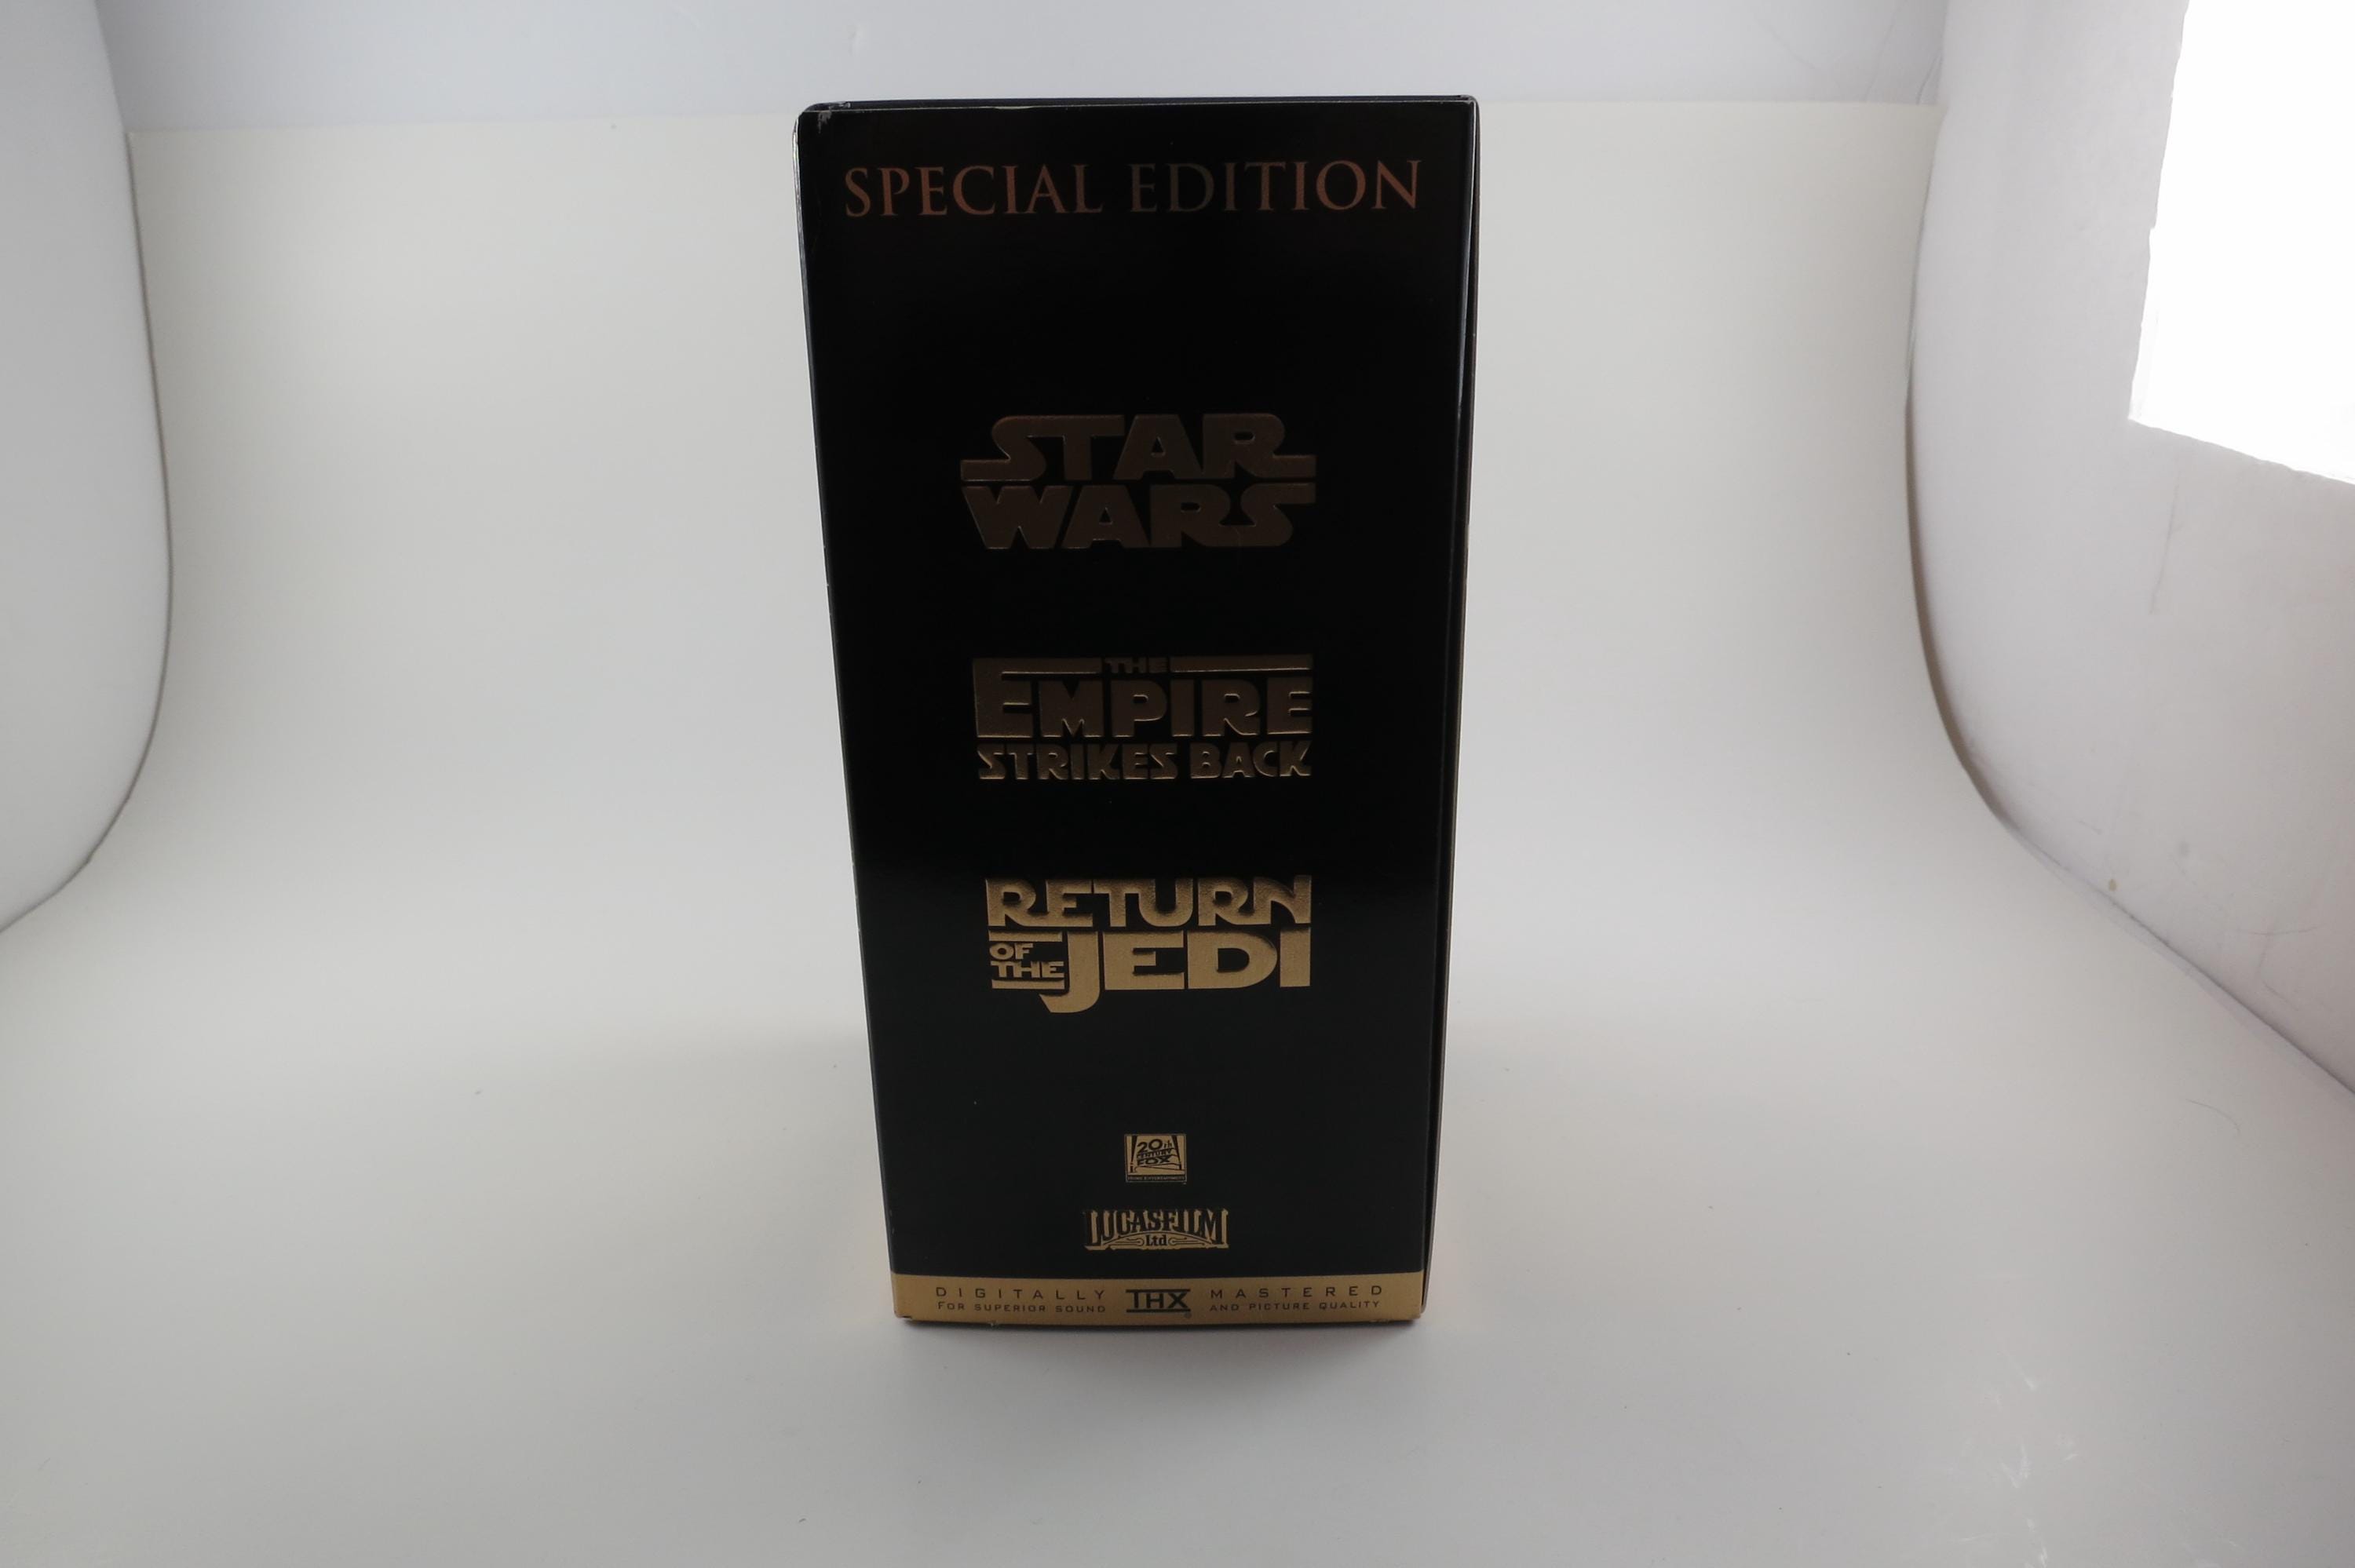 SPECIAL EDITION
STAR
WARS
THE
EMPIRE
STRIKES BACK
RETURN
OF THE JEDI
20th
CENTURY
FOX
LUCASFILM
Ltd
DIGITALLY THX MASTERED
FOR SUPERIOR SOUND AND PICTURE QUALITY